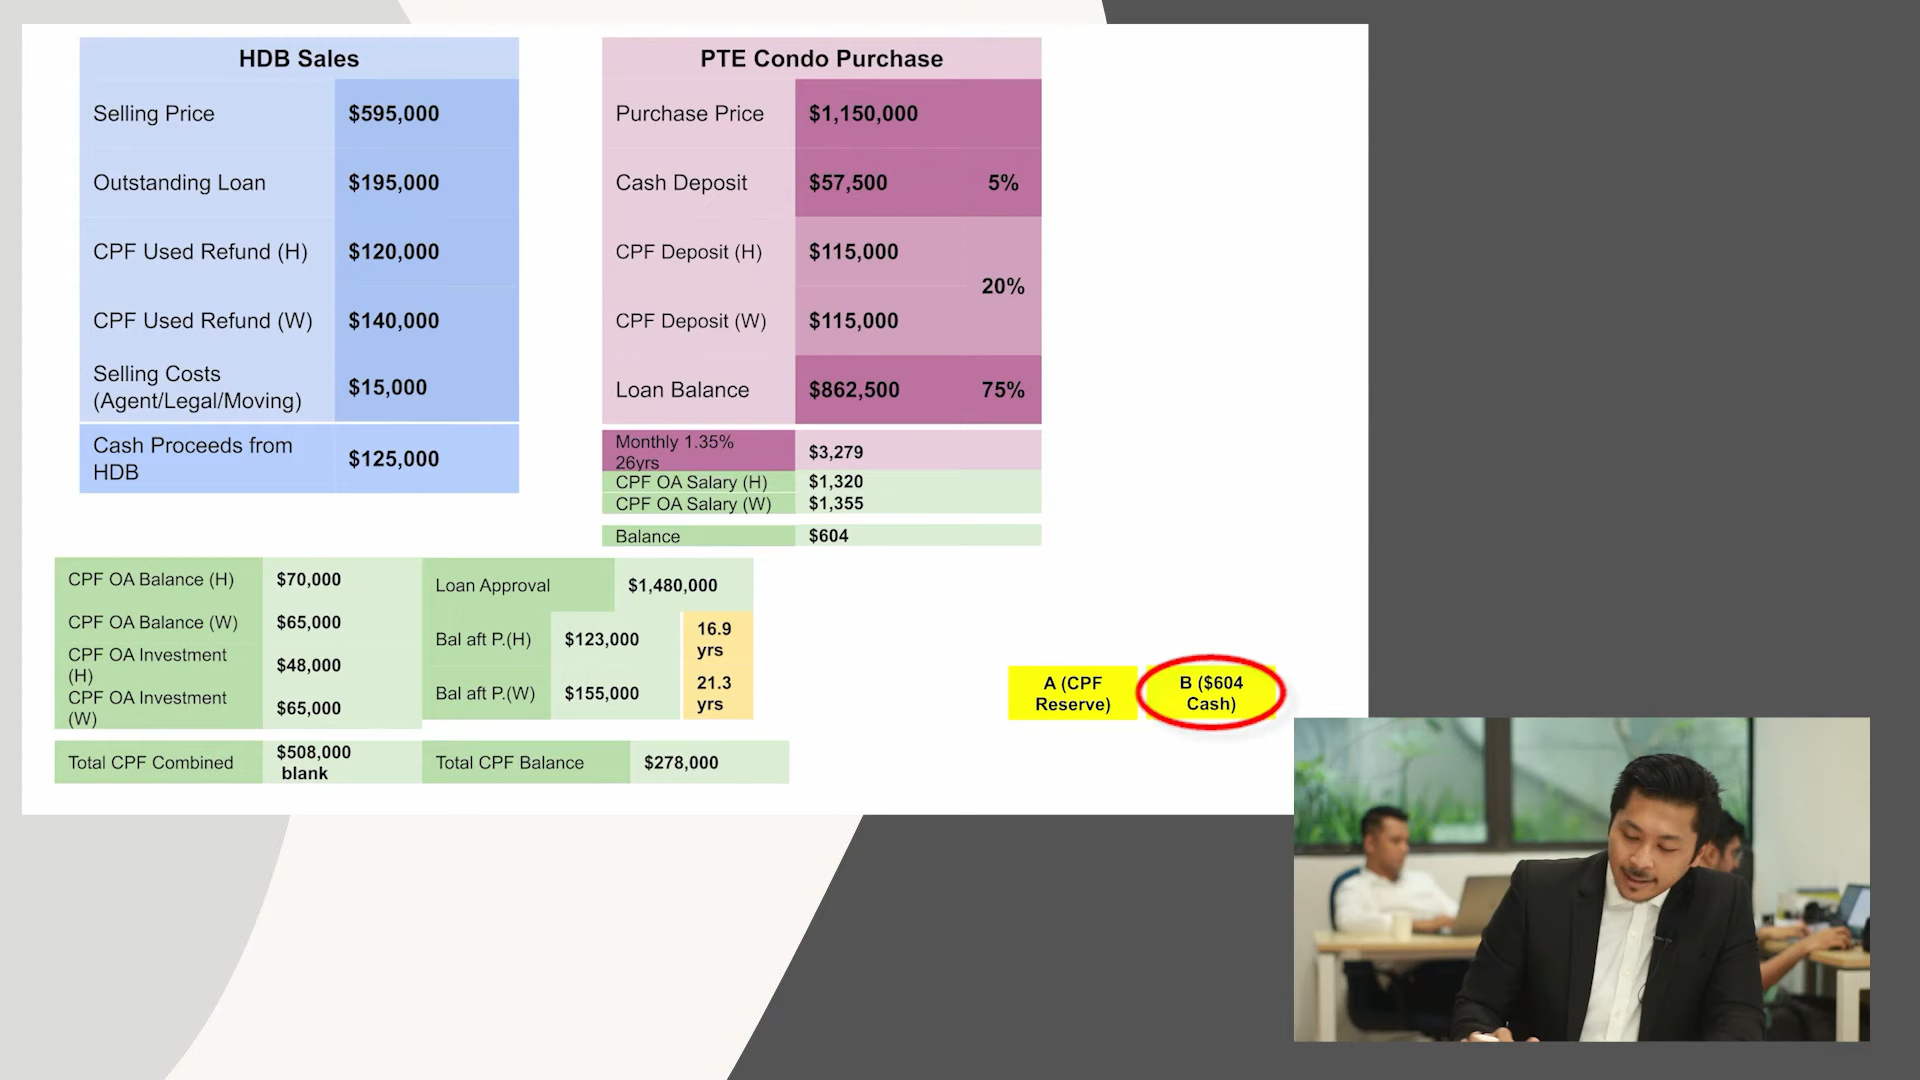 HDB Sales
Selling Price $595,000
Outstanding Loan $195,000
CPF Used Refund (H) $120,000
CPF Used Refund (W) $140,000
Selling Costs
(Agent/Legal/Moving) $15,000
Cash Proceeds from
HDB $125,000
PTE Condo Purchase
Purchase Price $1,150,000
Cash Deposit $57,500 5%
CPF Deposit (H) $115,000
20%
CPF Deposit (W) $115,000
Loan Balance $862,500 75%
Monthly 1.35%
26yrs $3,279
CPF OA Salary (H) $1,320
CPF OA Salary (W) $1,355
Balance $604
CPF OA Balance (H) $70,000
CPF OA Balance (W) $65,000
CPF OA Investment
(H) $48,000
CPF OA Investment
(W) $65,000
Total CPF Combined $508,000
blank
Loan Approval $1,480,000
Bal aft P.(H) $123,000 16.9
yrs
Bal aft P.(W) $155,000 21.3
yrs
Total CPF Balance $278,000
A (CPF
Reserve)
B ($604
Cash)